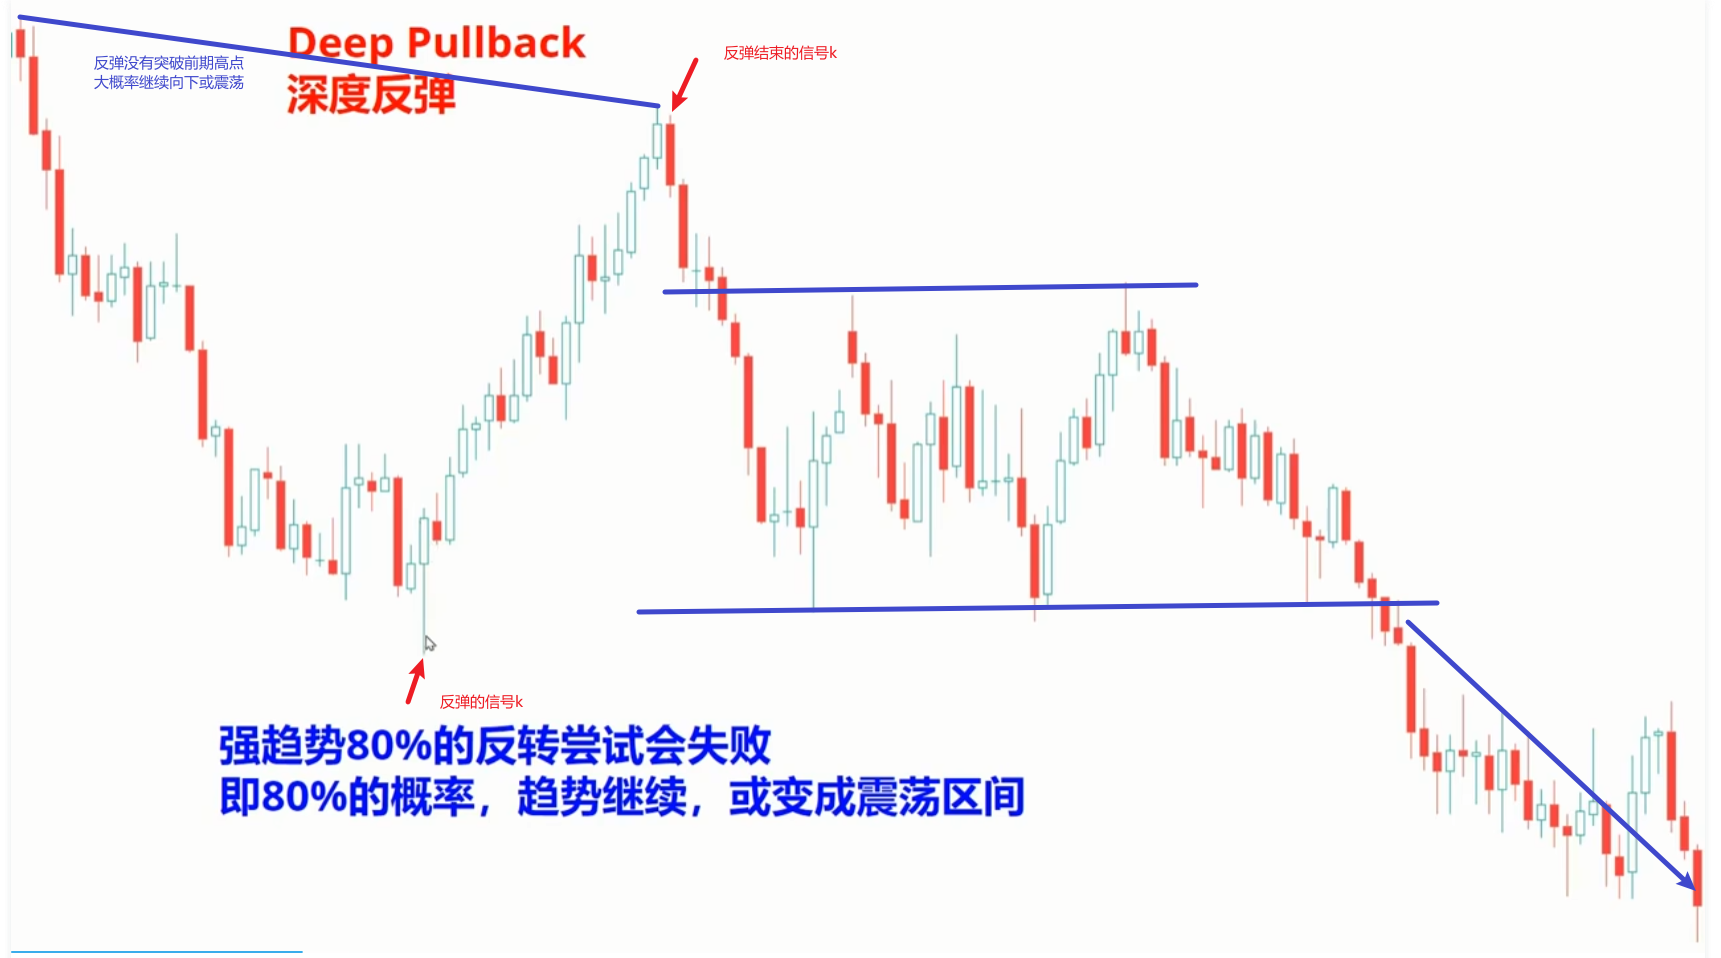 Deep Pullback
深度反弹
反弹没有突破前期高点
大概率继续向下或震荡
反弹结束的信号k
反弹的信号k
强趋势80%的反转尝试会失败
即80%的概率，趋势继续，或变成震荡区间